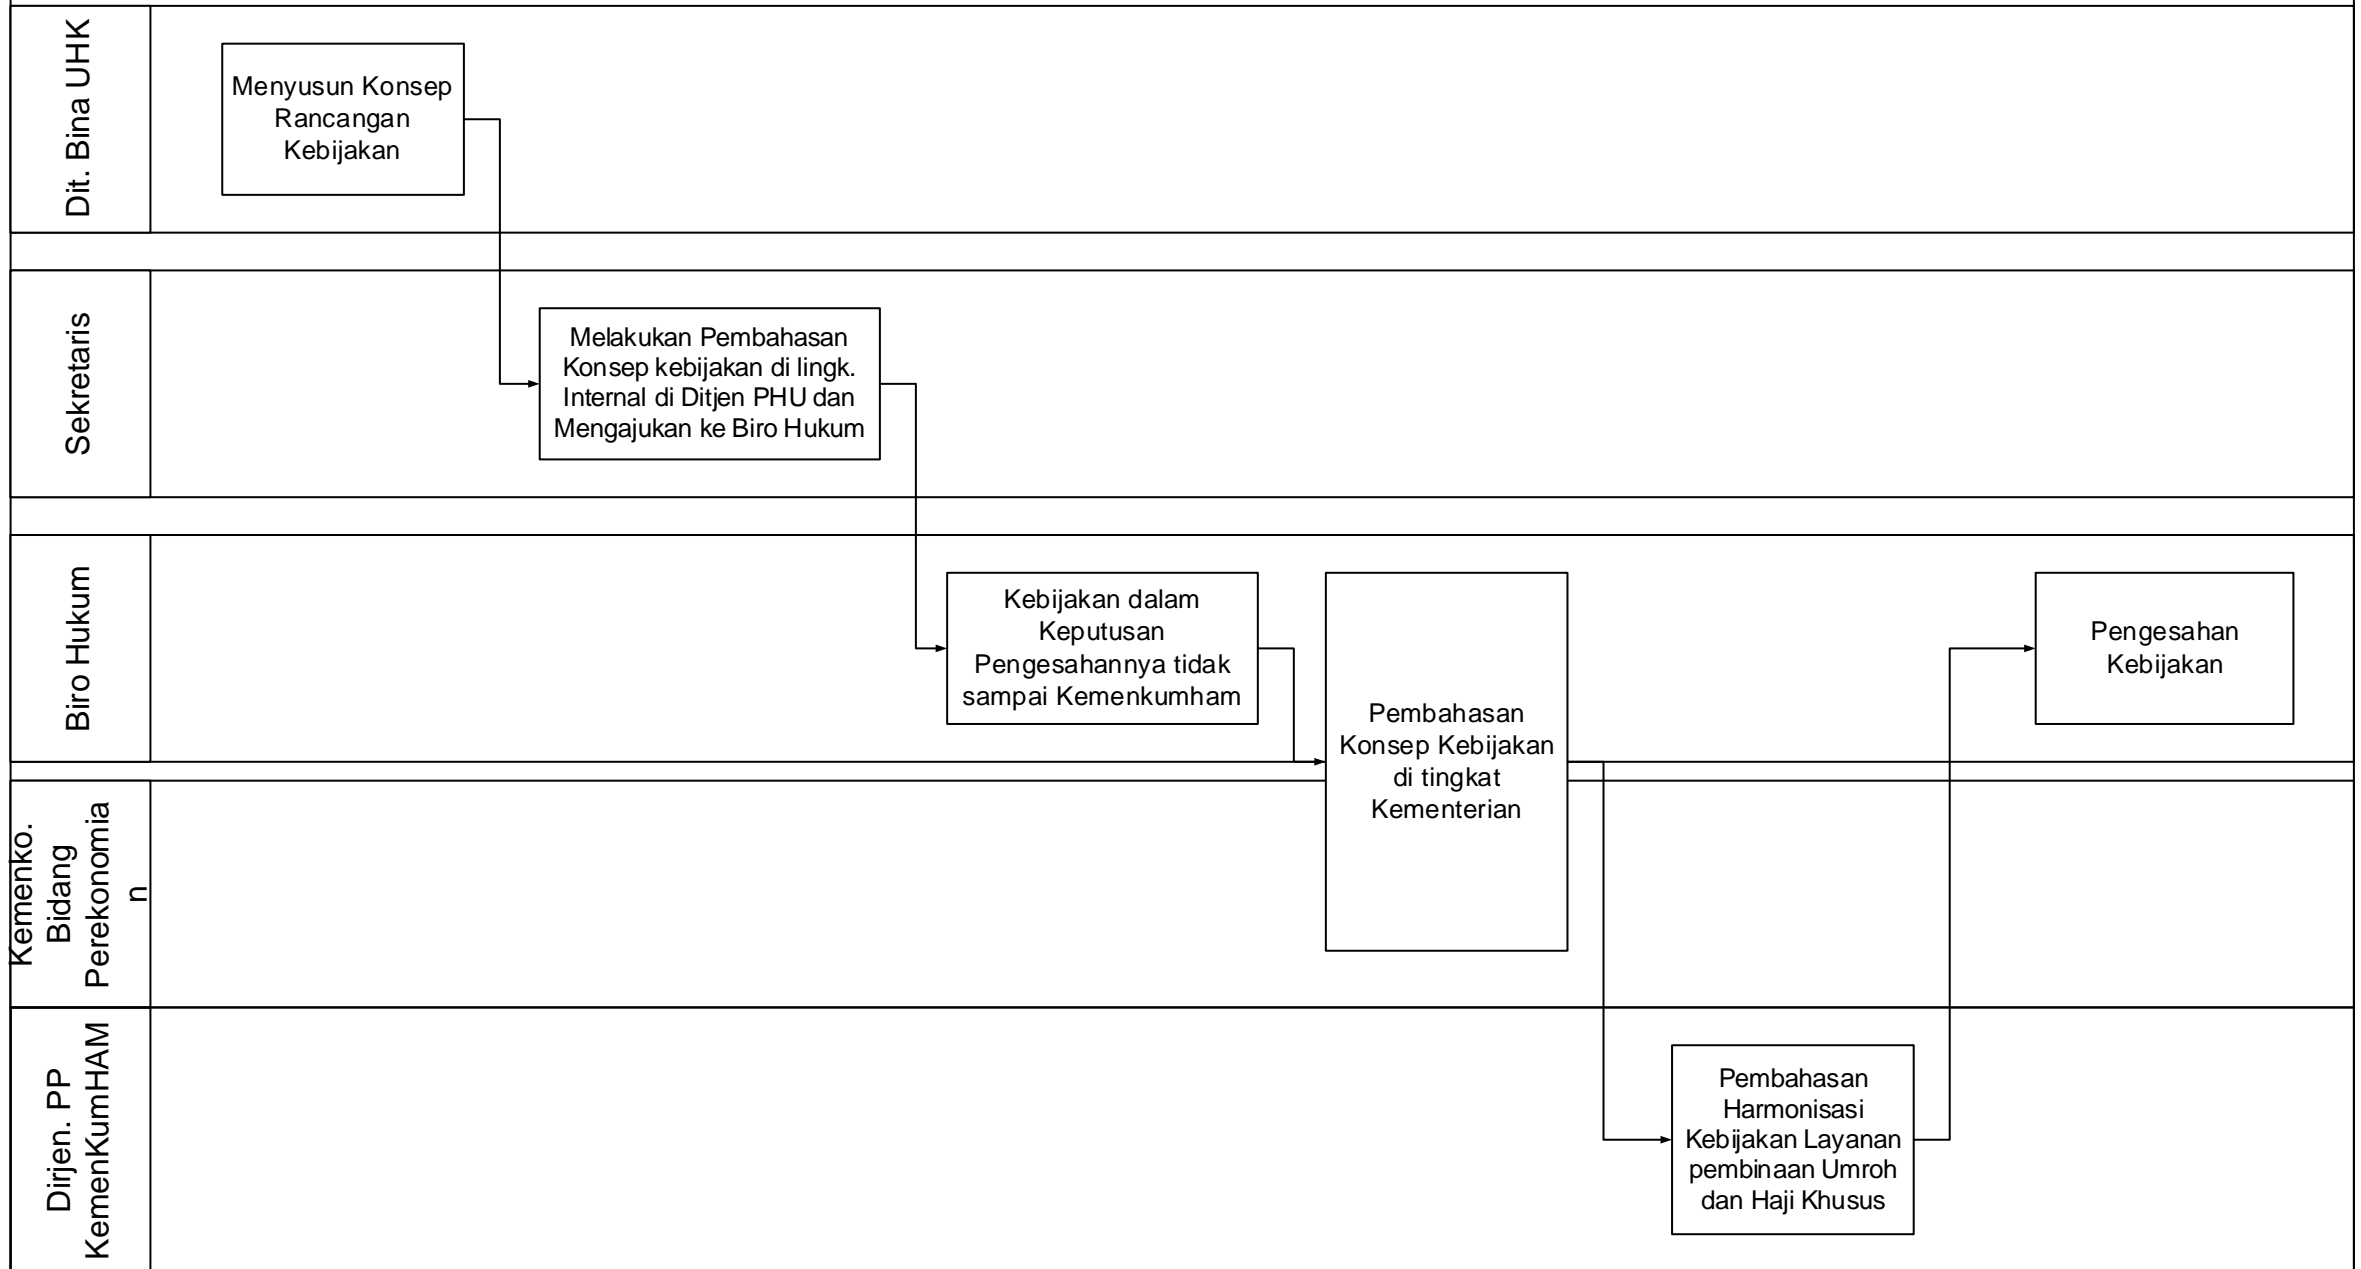 Dit. Bina UHK
Menyusun Konsep
Rancangan
Kebijakan
Sekretaris
Melakukan Pembahasan
Konsep kebijakan di lingk.
Internal di Ditjen PHU dan
Mengajukan ke Biro Hukum
Biro Hukum
Kebijakan dalam
Keputusan
Pengesahannya tidak
sampai Kemenkumham
Pembahasan
Konsep Kebijakan
di tingkat
Kementerian
Pengesahan
Kebijakan
Kemenko.
Bidang
Perekonomia
n
Dirjen. PP
KemenKumHAM
Pembahasan
Harmonisasi
Kebijakan Layanan
pembinaan Umroh
dan Haji Khusus